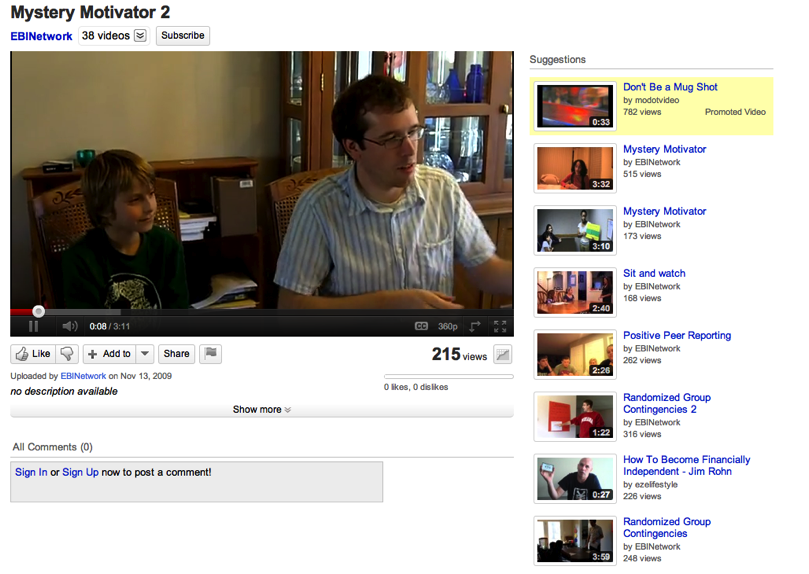 Mystery Motivator 2
EBINetwork 38 videos Subscribe
0:08 / 3:11 CC 360p
Like Add to Share 215 views
Uploaded by EBINetwork on Nov 13, 2009
0 likes, 0 dislikes
no description available
Show more
All Comments (0)
Sign In or Sign Up now to post a comment!
Suggestions
0:33
Don't Be a Mug Shot
by modotvideo
782 views Promoted Video
3:32
Mystery Motivator
by EBINetwork
515 views
3:10
Mystery Motivator
by EBINetwork
173 views
2:40
Sit and watch
by EBINetwork
168 views
2:26
Positive Peer Reporting
by EBINetwork
262 views
1:22
Randomized Group
Contingencies 2
by EBINetwork
316 views
0:27
How To Become Financially
Independent - Jim Rohn
by ezelifestyle
226 views
3:59
Randomized Group
Contingencies
by EBINetwork
248 views